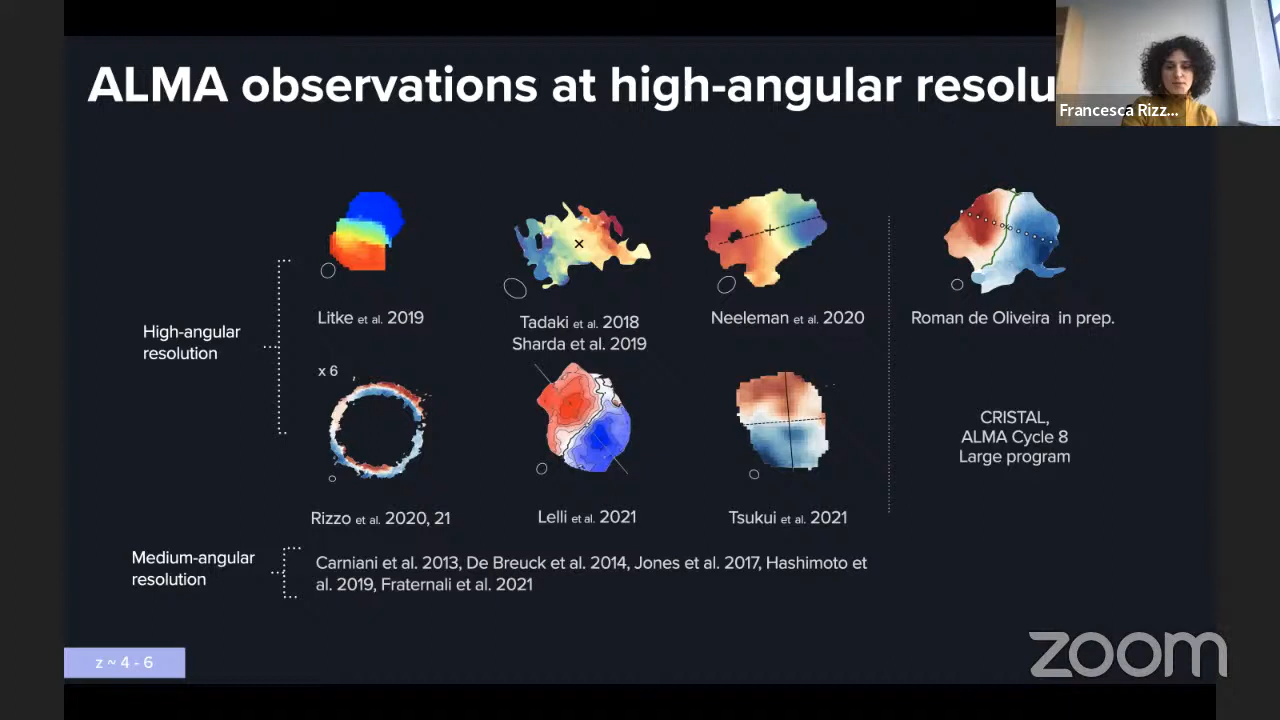 ALMA observations at high-angular resolu
Francesca Rizz...
High-angular
resolution
Litke et al. 2019
Tadaki et al. 2018
Sharda et al. 2019
Neeleman et al. 2020
Roman de Oliveira in prep.
x 6
Rizzo et al. 2020, 21
Lelli et al. 2021
Tsukui et al. 2021
CRISTAL,
ALMA Cycle 8
Large program
Medium-angular
resolution
Carniani et al. 2013, De Breuck et al. 2014, Jones et al. 2017, Hashimoto et
al. 2019, Fraternali et al. 2021
z ~ 4 - 6
zoom